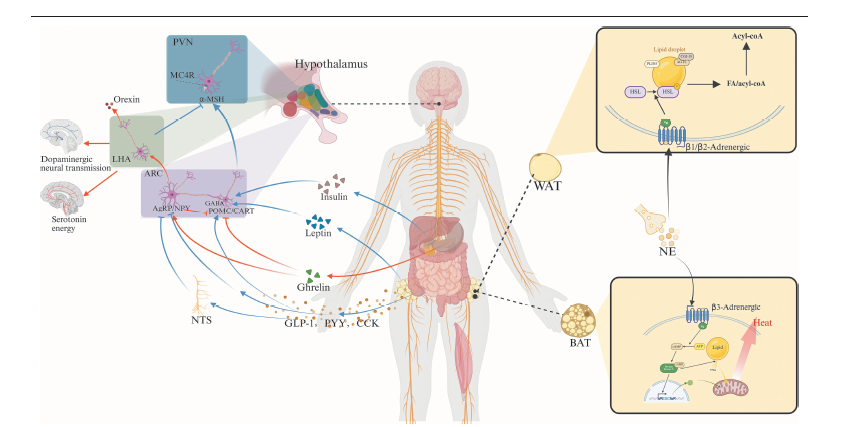 PVN
MC4R
α-MSH
Hypothalamus
Orexin
LHA
Dopaminergic
neural transmission
Serotonin
energy
ARC
GABA
AgRP/NPY
POMC/CART
Insulin
Leptin
Ghrelin
NTS
GLP-1, PYY, CCK
WAT
BAT
Acyl-coA
Lipid droplet
HSL
HSL
FA/acyl-coA
β1/β2-Adrenergic
NE
β3-Adrenergic
Heat
Lipid